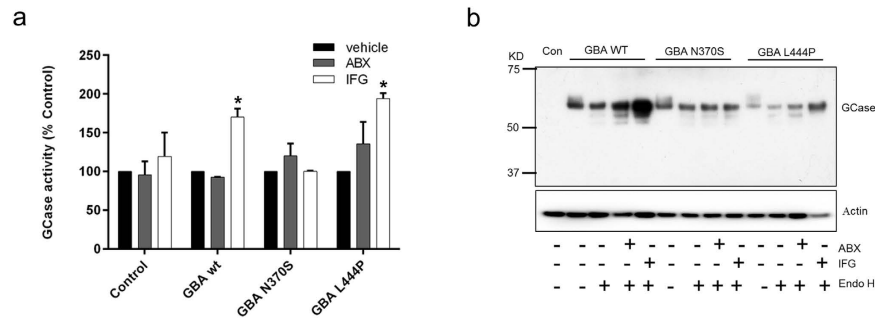 a
GCase activity (% Control)
250
200
150
100
50
0
vehicle
ABX
IFG
*
*
Control
GBA wt
GBA N370S
GBA L444P
b
KD
Con
GBA WT
GBA N370S
GBA L444P
75
50
37
GCase
Actin
- - - + - - - + - - - + - ABX
- - - - + - - - + - - - + IFG
- - + + + - + + + - + + + Endo H